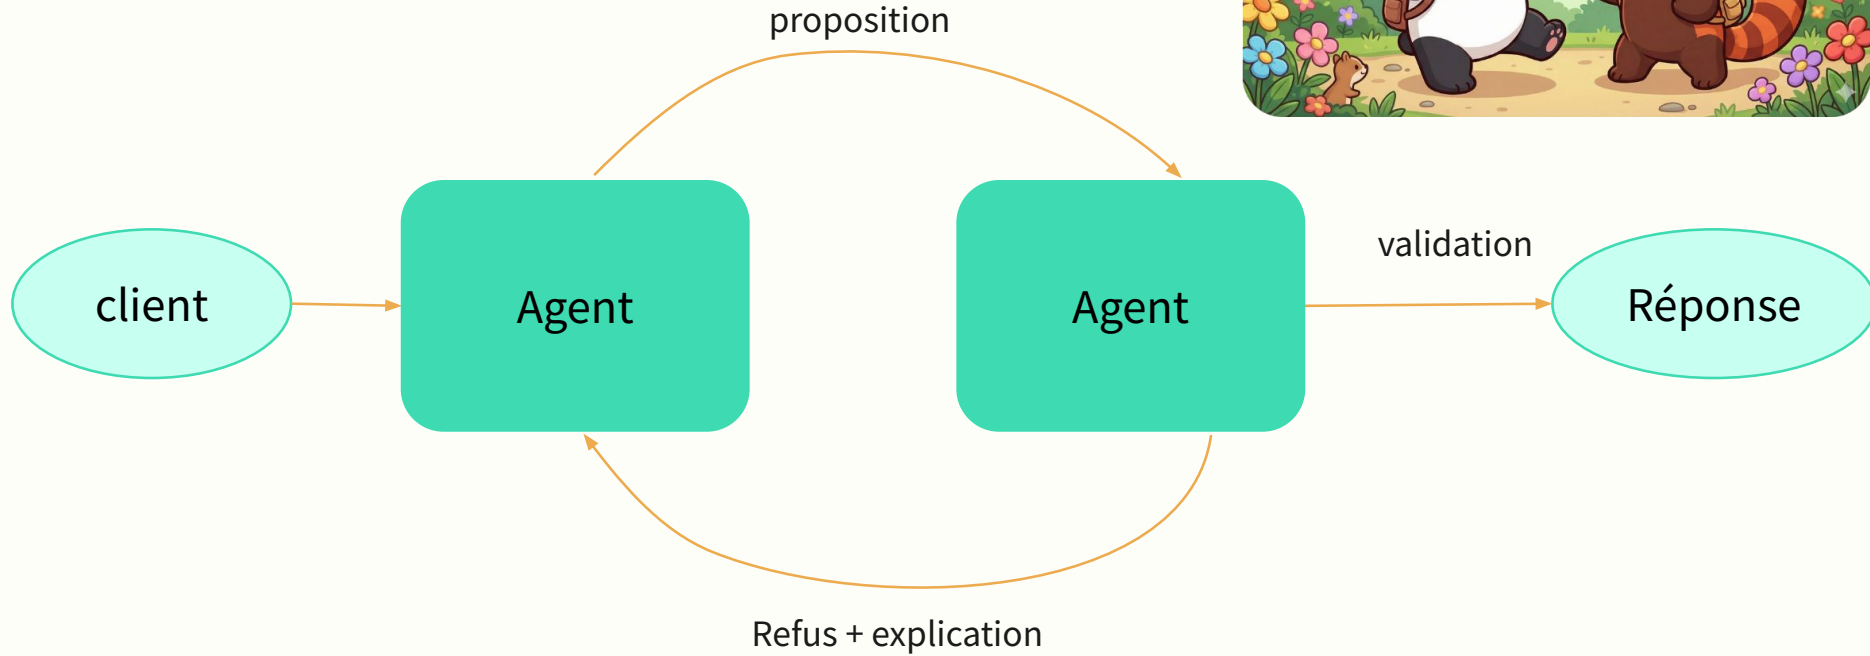 proposition
client
Agent
Agent
validation
Réponse
Refus + explication